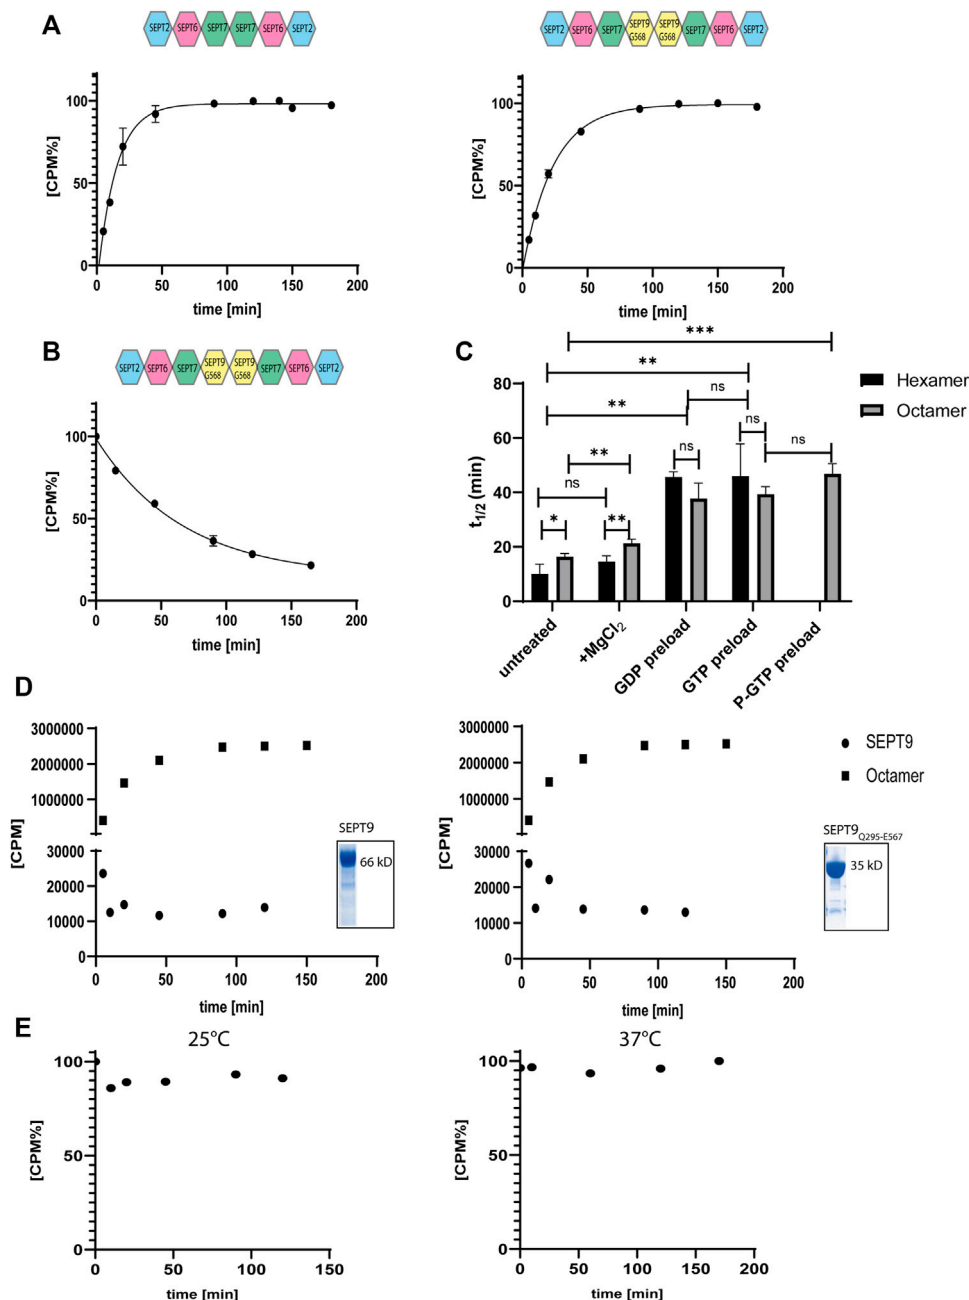 A
SEPT2 SEPT6 SEPT7 SEPT7 SEPT6 SEPT2
[CPM%]
100
50
0
0 50 100 150 200
time [min]
SEPT2 SEPT6 SEPT7 SEPT9 G568 SEPT9 G568 SEPT7 SEPT6 SEPT2
[CPM%]
100
50
0
0 50 100 150 200
time [min]
B
SEPT2 SEPT6 SEPT7 SEPT9 G568 SEPT9 G568 SEPT7 SEPT6 SEPT2
[CPM%]
100
50
0
0 50 100 150 200
time [min]
C
***
**
** ns
** ns ns
ns ns
* **
t1/2 (min)
80
60
40
20
0
untreated
+MgCl2
GDP preload
GTP preload
P-GTP preload
Hexamer
Octamer
D
[CPM]
3000000
2000000
1000000
30000
20000
10000
0
0 50 100 150 200
time [min]
SEPT9
66 kD
[CPM]
3000000
2000000
1000000
30000
20000
10000
0
0 50 100 150 200
time [min]
SEPT9
Octamer
SEPT9Q295-E567
35 kD
E
25°C
[CPM%]
100
50
0
0 50 100 150
time [min]
37°C
[CPM%]
100
50
0
0 50 100 150 200
time [min]